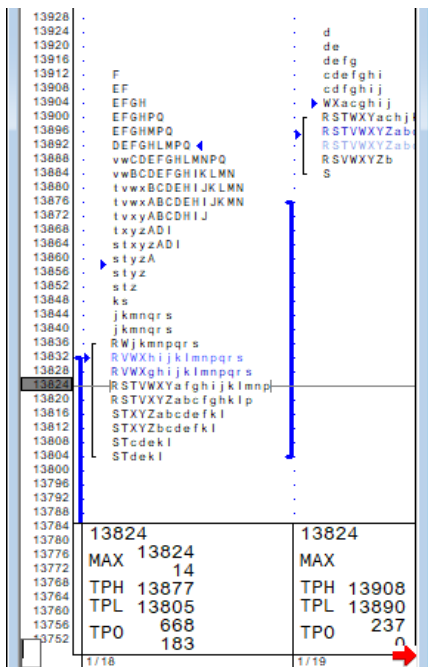 13928
13924 d
13920 de
13916 defg
13912 F cdefghi
13908 EF cdfghij
13904 EFGH WXacghij
13900 EFGHPQ RSTWXYachj
13896 EFGHMPQ RSTVWXYZab
13892 DEFGHLMPQ RSTVWXYZab
13888 vwCDEFGHLMNPQ RSVWXYZb
13884 vwBCDEFGHIKLMN S
13880 tvwxBCDEHIJKLMN
13876 tvwxABCDEHIJKMN
13872 tvxyABCDHIJ
13868 txyzADI
13864 stxyzADI
13860 styzA
13856 styz
13852 stz
13848 ks
13844 jkmnqrs
13840 jkmnqrs
13836 RWjkmnpqrs
13832 RVWXhijklmnpqrs
13828 RVWXghijklmnpqrs
13824 RSTVWXYafghijklmnp
13820 RSTVXYZabcfghklp
13816 STXYZabcdefkl
13812 STXYZbcdefkl
13808 STcdekl
13804 STdekl
13800
13796
13792
13788
13784
13780
13776
13772
13768
13764
13760
13756
13752
13824
MAX 13824
14
TPH 13877
TPL 13805
TPO 668
183
1/18
13824
MAX
TPH 13908
TPL 13890
TPO 237
0
1/19